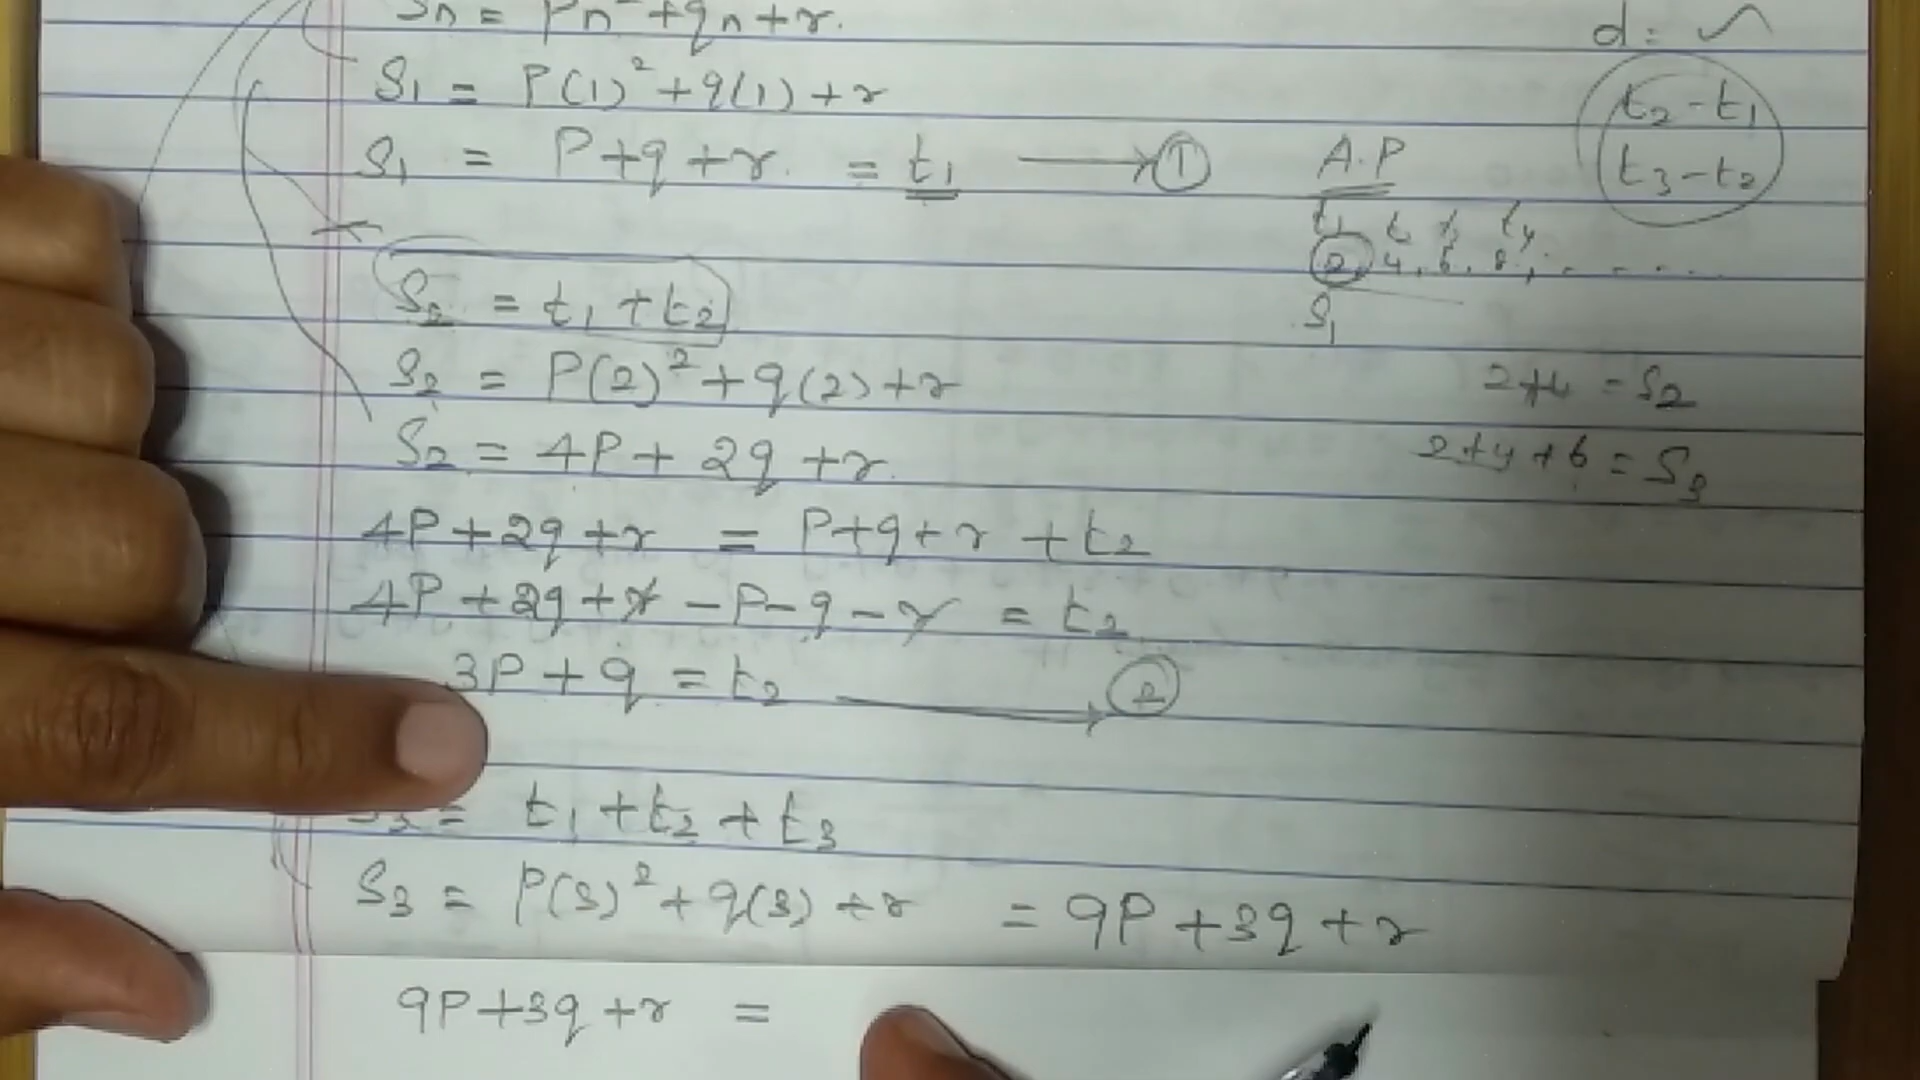 Sn = Pn² + qn + r.
d =
S₁ = P(1)² + q(1) + r
t₂ - t₁
S₁ = P + q + r. = t₁ → ①
A.P
t₃ - t₂
t₁ t₂ t₃ t₄
2, 4, 6, 8, - - - - -
S₂ = t₁ + t₂
S₁
S₂ = P(2)² + q(2) + r
2+4 = S₂
S₂ = 4P + 2q + r.
2+4+6 = S₃
4P + 2q + r = P + q + r + t₂
4P + 2q + r - P - q - r = t₂
3P + q = t₂ → ②
S₃ = t₁ + t₂ + t₃
S₃ = P(3)² + q(3) + r = 9P + 3q + r
9P + 3q + r =